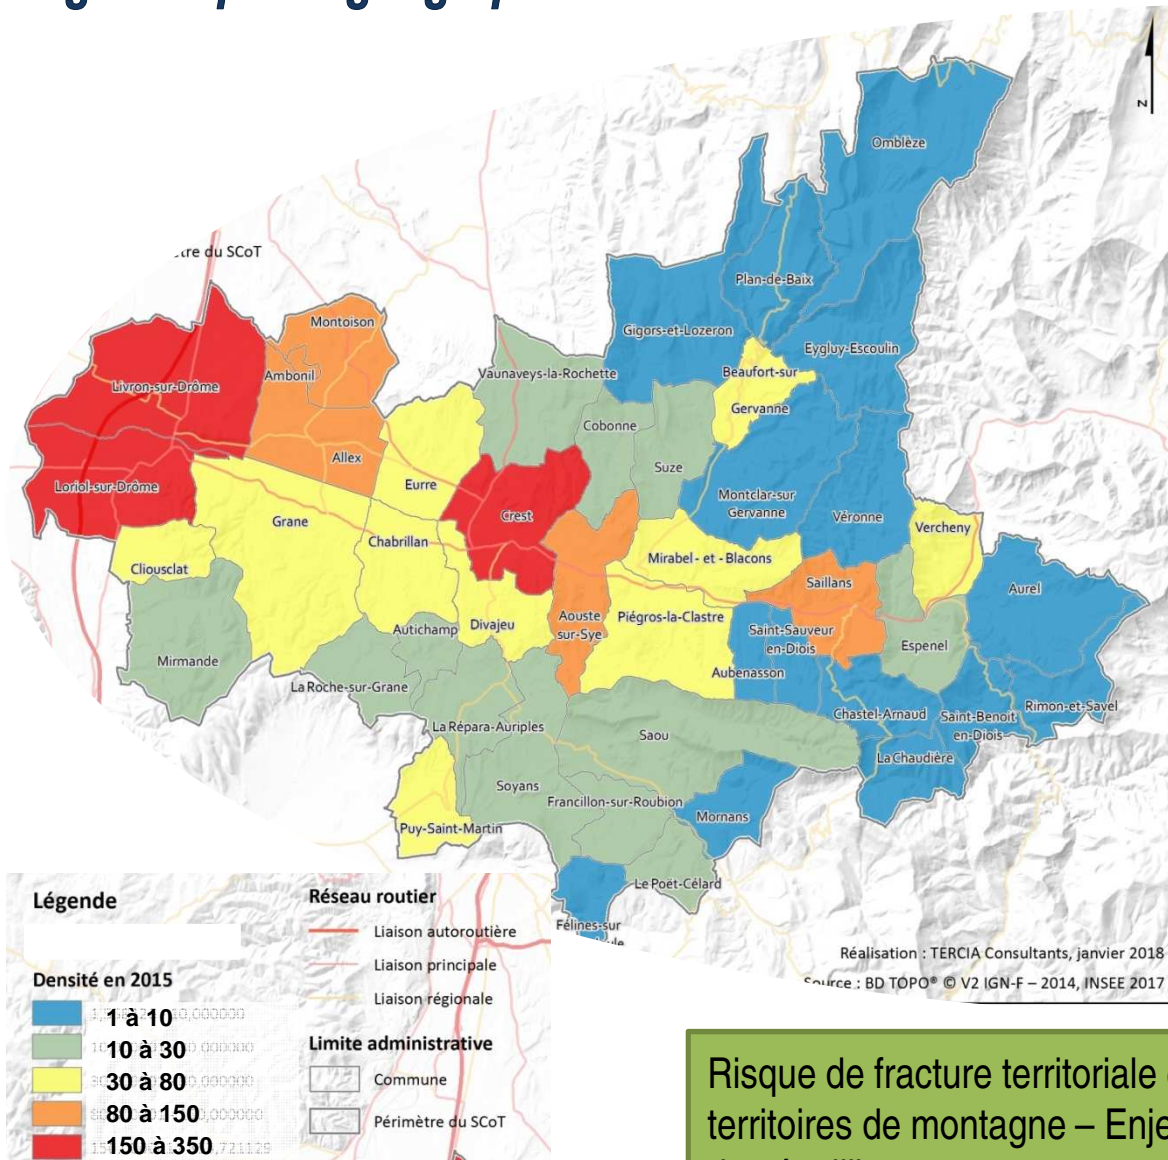 Omblèze
N
...tre du SCoT
Plan-de-Baix
Montoison
Gigors-et-Lozeron
Eygluy-Escoulin
Ambonil
Vaunaveys-la-Rochette
Beaufort-sur
Gervanne
Livron-sur-Drôme
Cobonne
Allex
Suze
Eurre
Loriol-sur-Drôme
Montclar-sur
Gervanne
Crest
Véronne
Grane
Vercheny
Chabrillan
Mirabel - et - Blacons
Cliousclat
Saillans
Aurel
Aouste
sur-Sye
Piégros-la-Clastre
Divajeu
Autichamp
Saint-Sauveur
en-Diois
Espenel
Mirmande
Aubenasson
La Roche-sur-Grane
Chastel-Arnaud
Saint-Benoit
en-Diois
Rimon-et-Savel
La Répara-Auriples
Saou
La Chaudière
Soyans
Francillon-sur-Roubion
Mornans
Puy-Saint-Martin
Le Poët-Célard
Félines-sur
Réalisation : TERCIA Consultants, janvier 2018
Source : BD TOPO® © V2 IGN-F – 2014, INSEE 2017
Légende
Densité en 2015
1 à 10
10 à 30
30 à 80
80 à 150
150 à 350
Réseau routier
Liaison autoroutière
Liaison principale
Liaison régionale
Limite administrative
Commune
Périmètre du SCoT
Risque de fracture territoriale
territoires de montagne – Enje